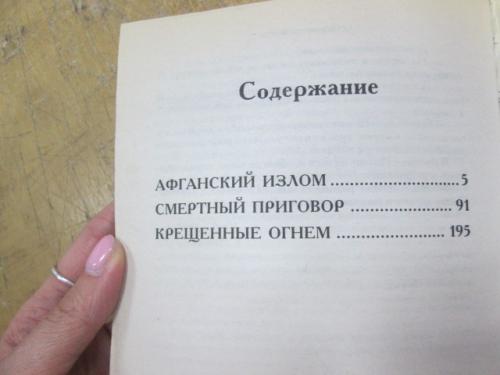 Содержание
АФГАНСКИЙ ИЗЛОМ..............................5
СМЕРТНЫЙ ПРИГОВОР ......................91
КРЕЩЕННЫЕ ОГНЕМ ........................195